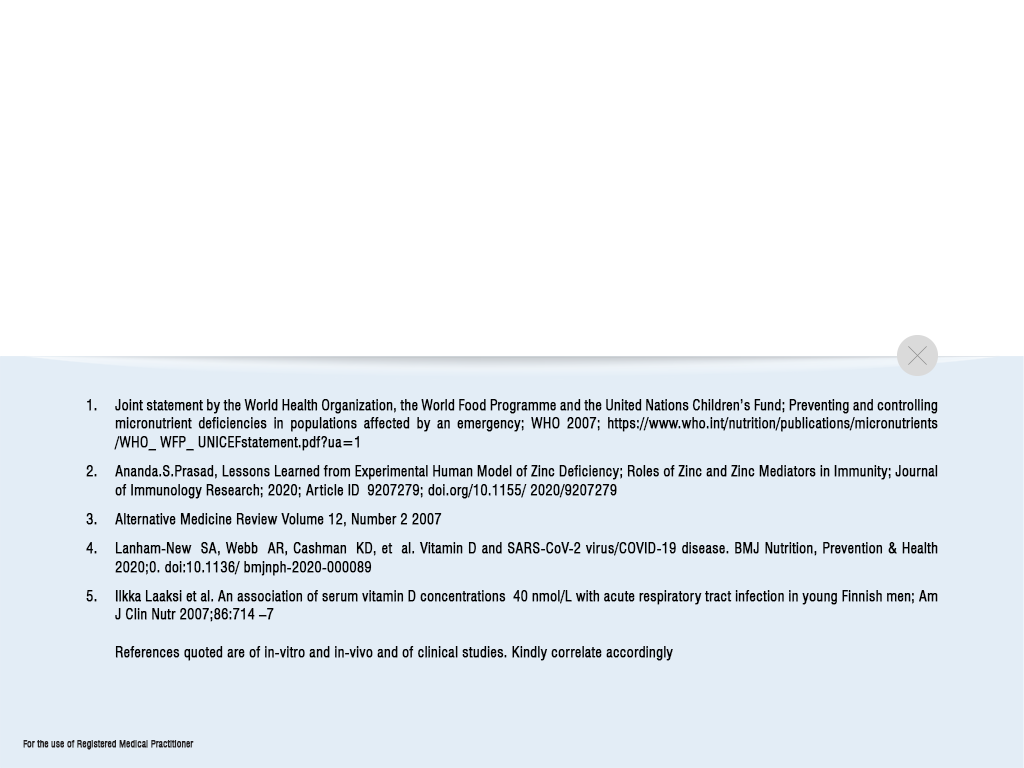 1. Joint statement by the World Health Organization, the World Food Programme and the United Nations Children's Fund; Preventing and controlling
micronutrient deficiencies in populations affected by an emergency; WHO 2007; https://www.who.int/nutrition/publications/micronutrients
/WHO_ WFP_ UNICEFstatement.pdf?ua=1
2. Ananda.S.Prasad, Lessons Learned from Experimental Human Model of Zinc Deficiency; Roles of Zinc and Zinc Mediators in Immunity; Journal
of Immunology Research; 2020; Article ID 9207279; doi.org/10.1155/ 2020/9207279
3. Alternative Medicine Review Volume 12, Number 2 2007
4. Lanham-New SA, Webb AR, Cashman KD, et al. Vitamin D and SARS-CoV-2 virus/COVID-19 disease. BMJ Nutrition, Prevention & Health
2020;0. doi:10.1136/ bmjnph-2020-000089
5. Ilkka Laaksi et al. An association of serum vitamin D concentrations 40 nmol/L with acute respiratory tract infection in young Finnish men; Am
J Clin Nutr 2007;86:714 –7
References quoted are of in-vitro and in-vivo and of clinical studies. Kindly correlate accordingly
For the use of Registered Medical Practitioner